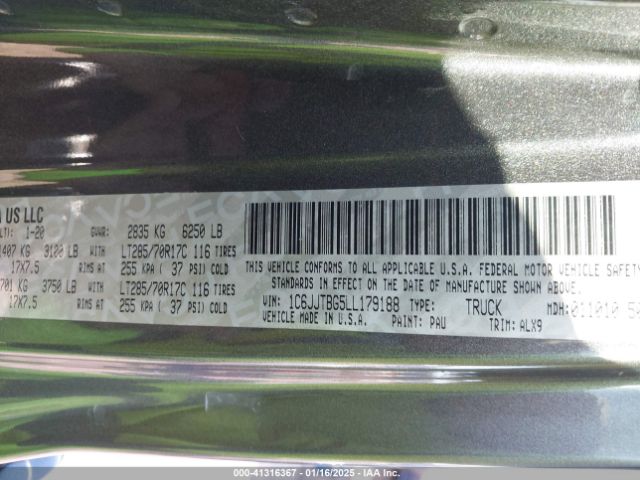 A US LLC
1-20 GVWR: 2835 KG 6250 LB
1407 KG 3100 LB WITH LT285/70R17C 116 TIRES
17X7.5 RIMS AT 255 KPA ( 37 PSI) COLD
701 KG 3750 LB WITH LT285/70R17C 116 TIRES
17X7.5 RIMS AT 255 KPA ( 37 PSI) COLD
THIS VEHICLE CONFORMS TO ALL APPLICABLE U.S.A. FEDERAL MOTOR VEHICLE SAFETY
STANDARDS IN EFFECT ON THE DATE OF MANUFACTURE SHOWN ABOVE.
VIN: 1C6JJTBG5LL179188 TYPE: TRUCK MDH: 011010
VEHICLE MADE IN U.S.A. PAINT: PAU TRIM: ALX9
000-41316367 - 01/16/2025 - © IAA Inc.